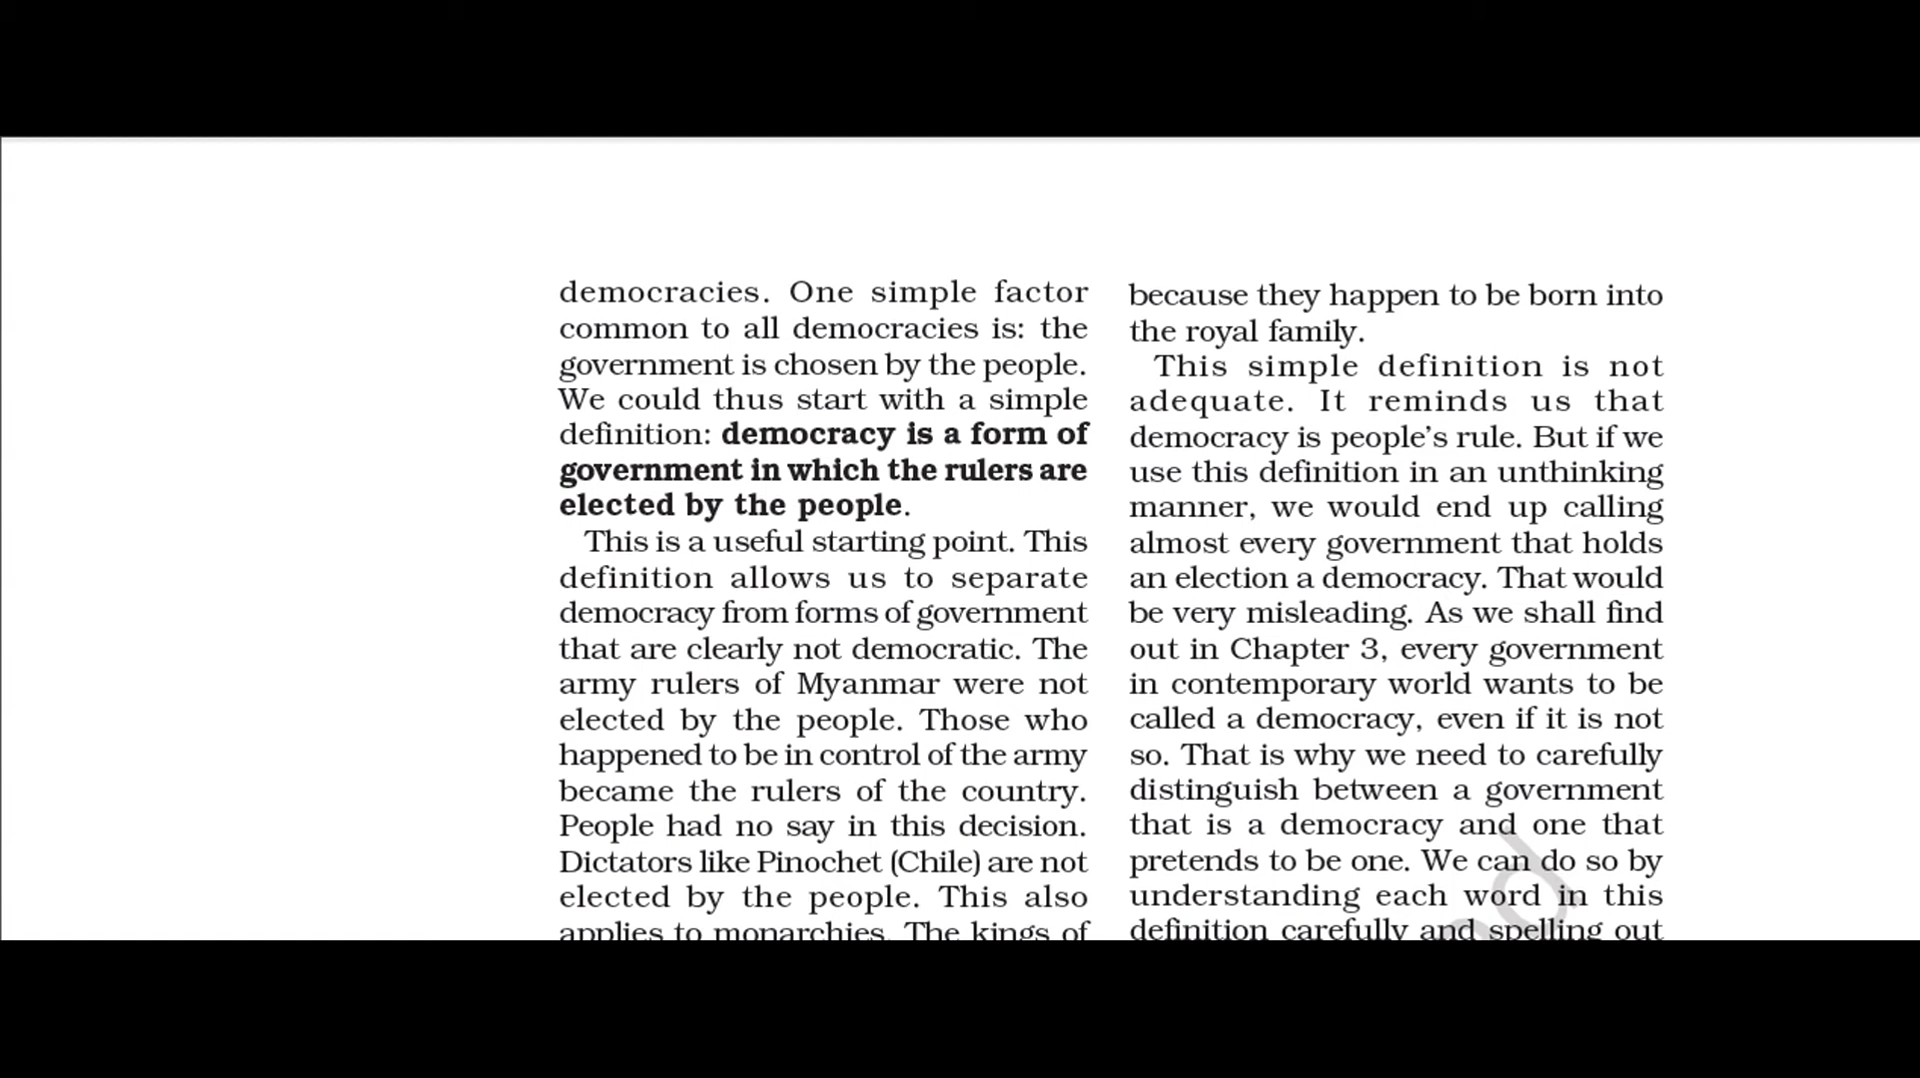 democracies. One simple factor
common to all democracies is: the
government is chosen by the people.
We could thus start with a simple
definition: democracy is a form of
government in which the rulers are
elected by the people.
This is a useful starting point. This
definition allows us to separate
democracy from forms of government
that are clearly not democratic. The
army rulers of Myanmar were not
elected by the people. Those who
happened to be in control of the army
became the rulers of the country.
People had no say in this decision.
Dictators like Pinochet (Chile) are not
elected by the people. This also
applies to monarchies. The kings of
because they happen to be born into
the royal family.
This simple definition is not
adequate. It reminds us that
democracy is people’s rule. But if we
use this definition in an unthinking
manner, we would end up calling
almost every government that holds
an election a democracy. That would
be very misleading. As we shall find
out in Chapter 3, every government
in contemporary world wants to be
called a democracy, even if it is not
so. That is why we need to carefully
distinguish between a government
that is a democracy and one that
pretends to be one. We can do so by
understanding each word in this
definition carefully and spelling out